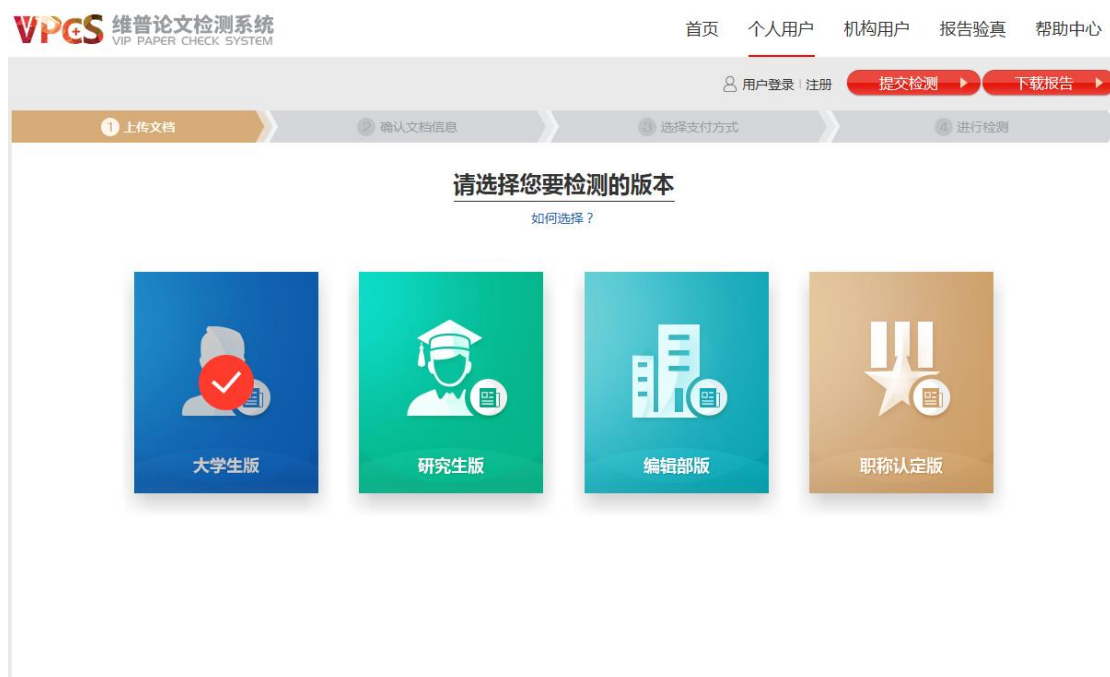 VPCS 维普论文检测系统
VIP PAPER CHECK SYSTEM
首页 个人用户 机构用户 报告验真 帮助中心
用户登录 | 注册 提交检测 下载报告
1 上传文档 2 确认文档信息 3 选择支付方式 4 进行检测
请选择您要检测的版本
如何选择？
大学生版 研究生版 编辑部版 职称认定版